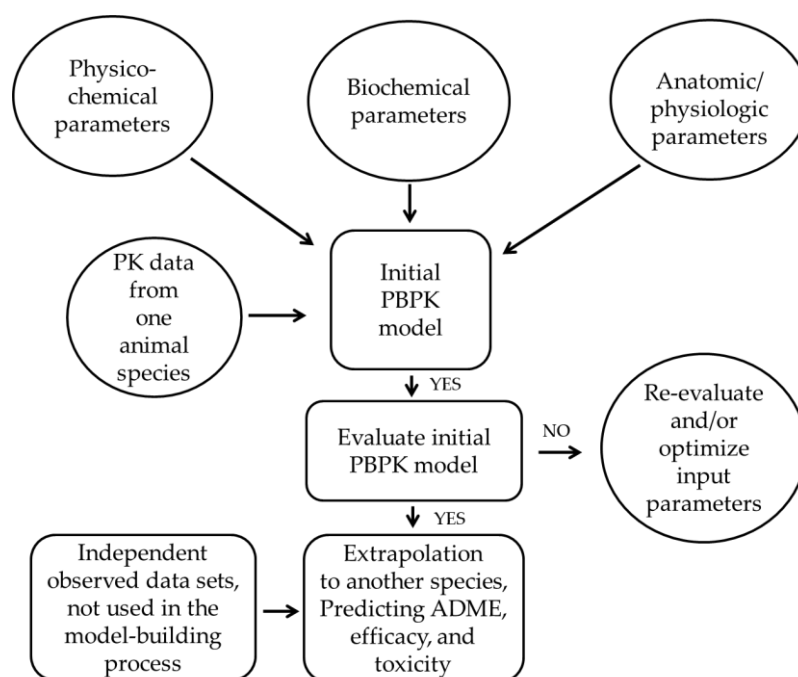 Physico-
chemical
parameters
Biochemical
parameters
Anatomic/
physiologic
parameters
PK data
from
one
animal
species
Initial
PBPK
model
YES
Evaluate initial
PBPK model
NO
Re-evaluate
and/or
optimize
input
parameters
YES
Independent
observed data sets,
not used in the
model-building
process
Extrapolation
to another species,
Predicting ADME,
efficacy, and
toxicity